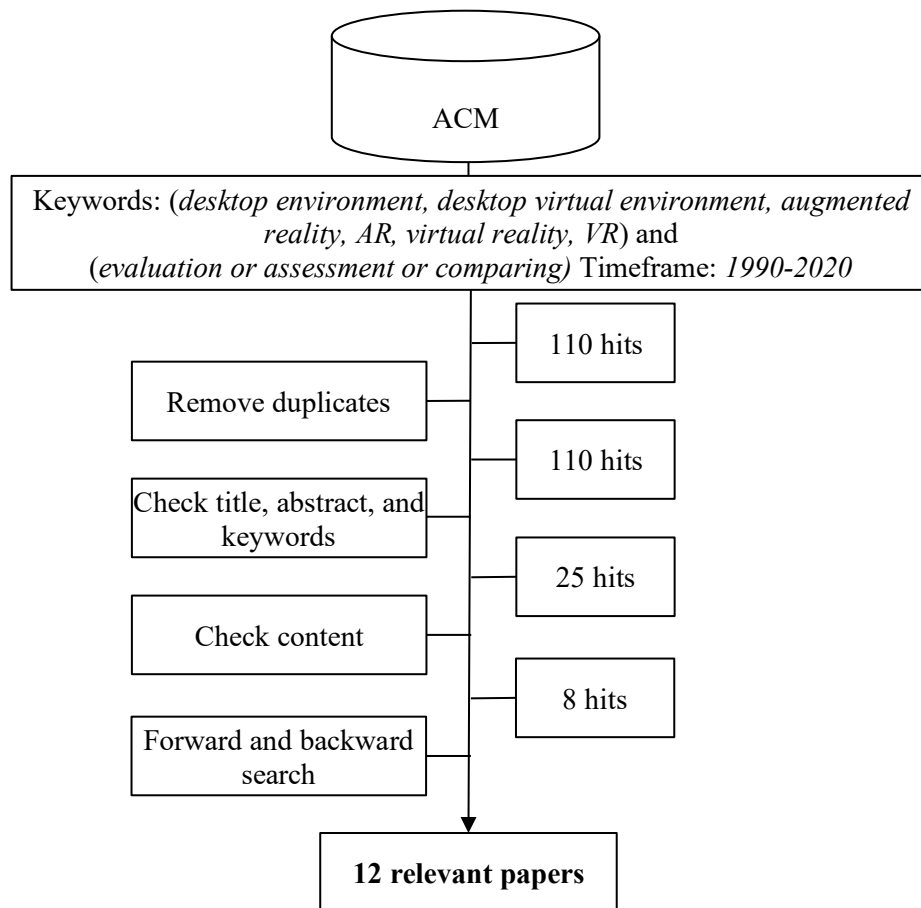 ACM
Keywords: (desktop environment, desktop virtual environment, augmented
reality, AR, virtual reality, VR) and
(evaluation or assessment or comparing) Timeframe: 1990-2020
110 hits
Remove duplicates
110 hits
Check title, abstract, and
keywords
25 hits
Check content
8 hits
Forward and backward
search
12 relevant papers